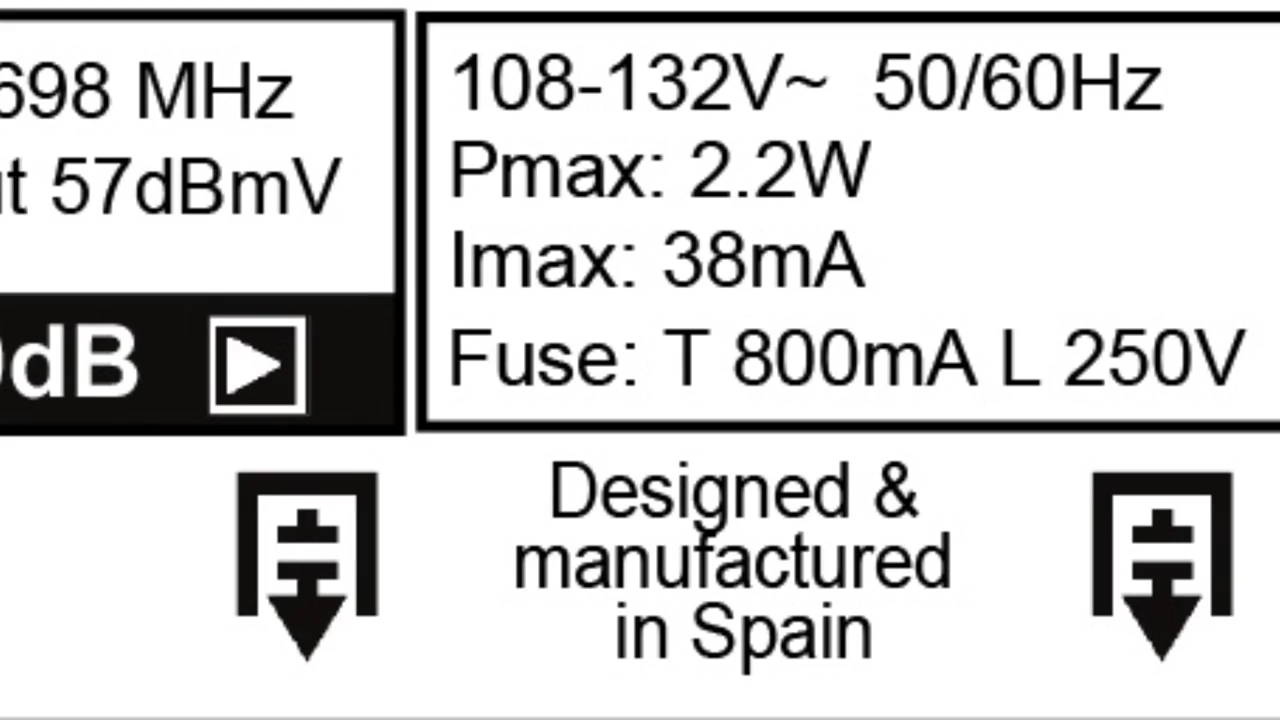 698 MHz
57dBmV
dB
108-132V~ 50/60Hz
Pmax: 2.2W
Imax: 38mA
Fuse: T 800mA L 250V
Designed &
manufactured
in Spain